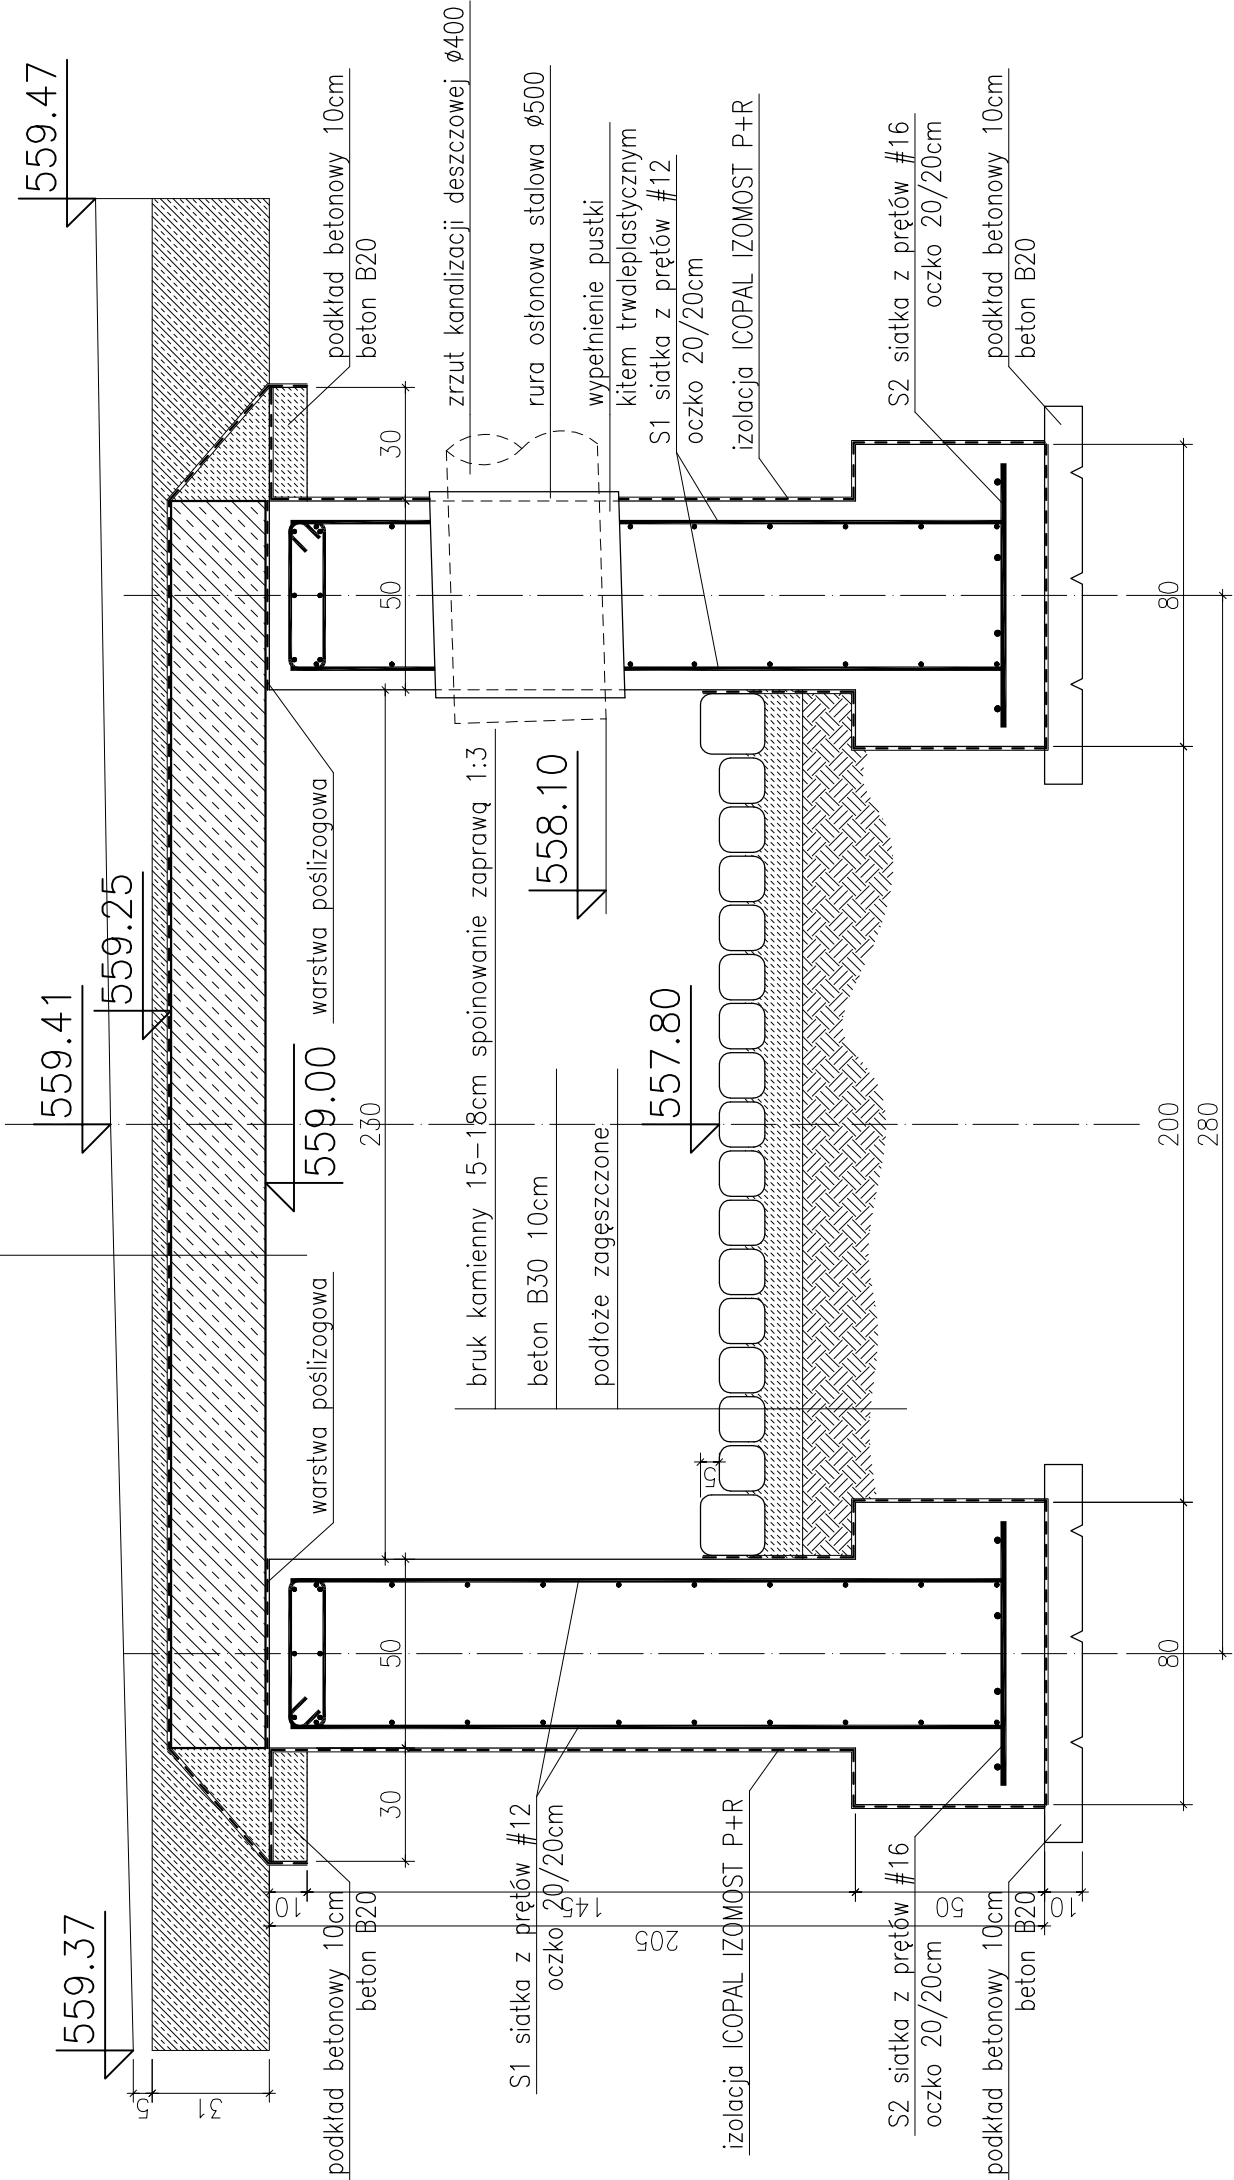 559.47
559.41
559.25
559.37
559.00
558.10
557.80
podkład betonowy 10cm
beton B20
zrzut kanalizacji deszczowej ø400
rura osłonowa stalowa ø500
wypełnienie pustki
kitem trwaleplastycznym
S1 siatka z prętów #12
oczko 20/20cm
izolacja ICOPAL IZOMOST P+R
S2 siatka z prętów #16
oczko 20/20cm
podkład betonowy 10cm
beton B20
warstwa poślizogowa
warstwa poślizogowa
bruk kamienny 15-18cm spoinowanie zaprawą 1:3
beton B30 10cm
podłoże zagęszczone
podkład betonowy 10cm
beton B20
S1 siatka z prętów #12
oczko 20/20cm
izolacja ICOPAL IZOMOST P+R
S2 siatka z prętów #16
oczko 20/20cm
podkład betonowy 10cm
beton B20
30
50
230
50
30
5
80
200
80
280
5
31
10
145
50
10
205